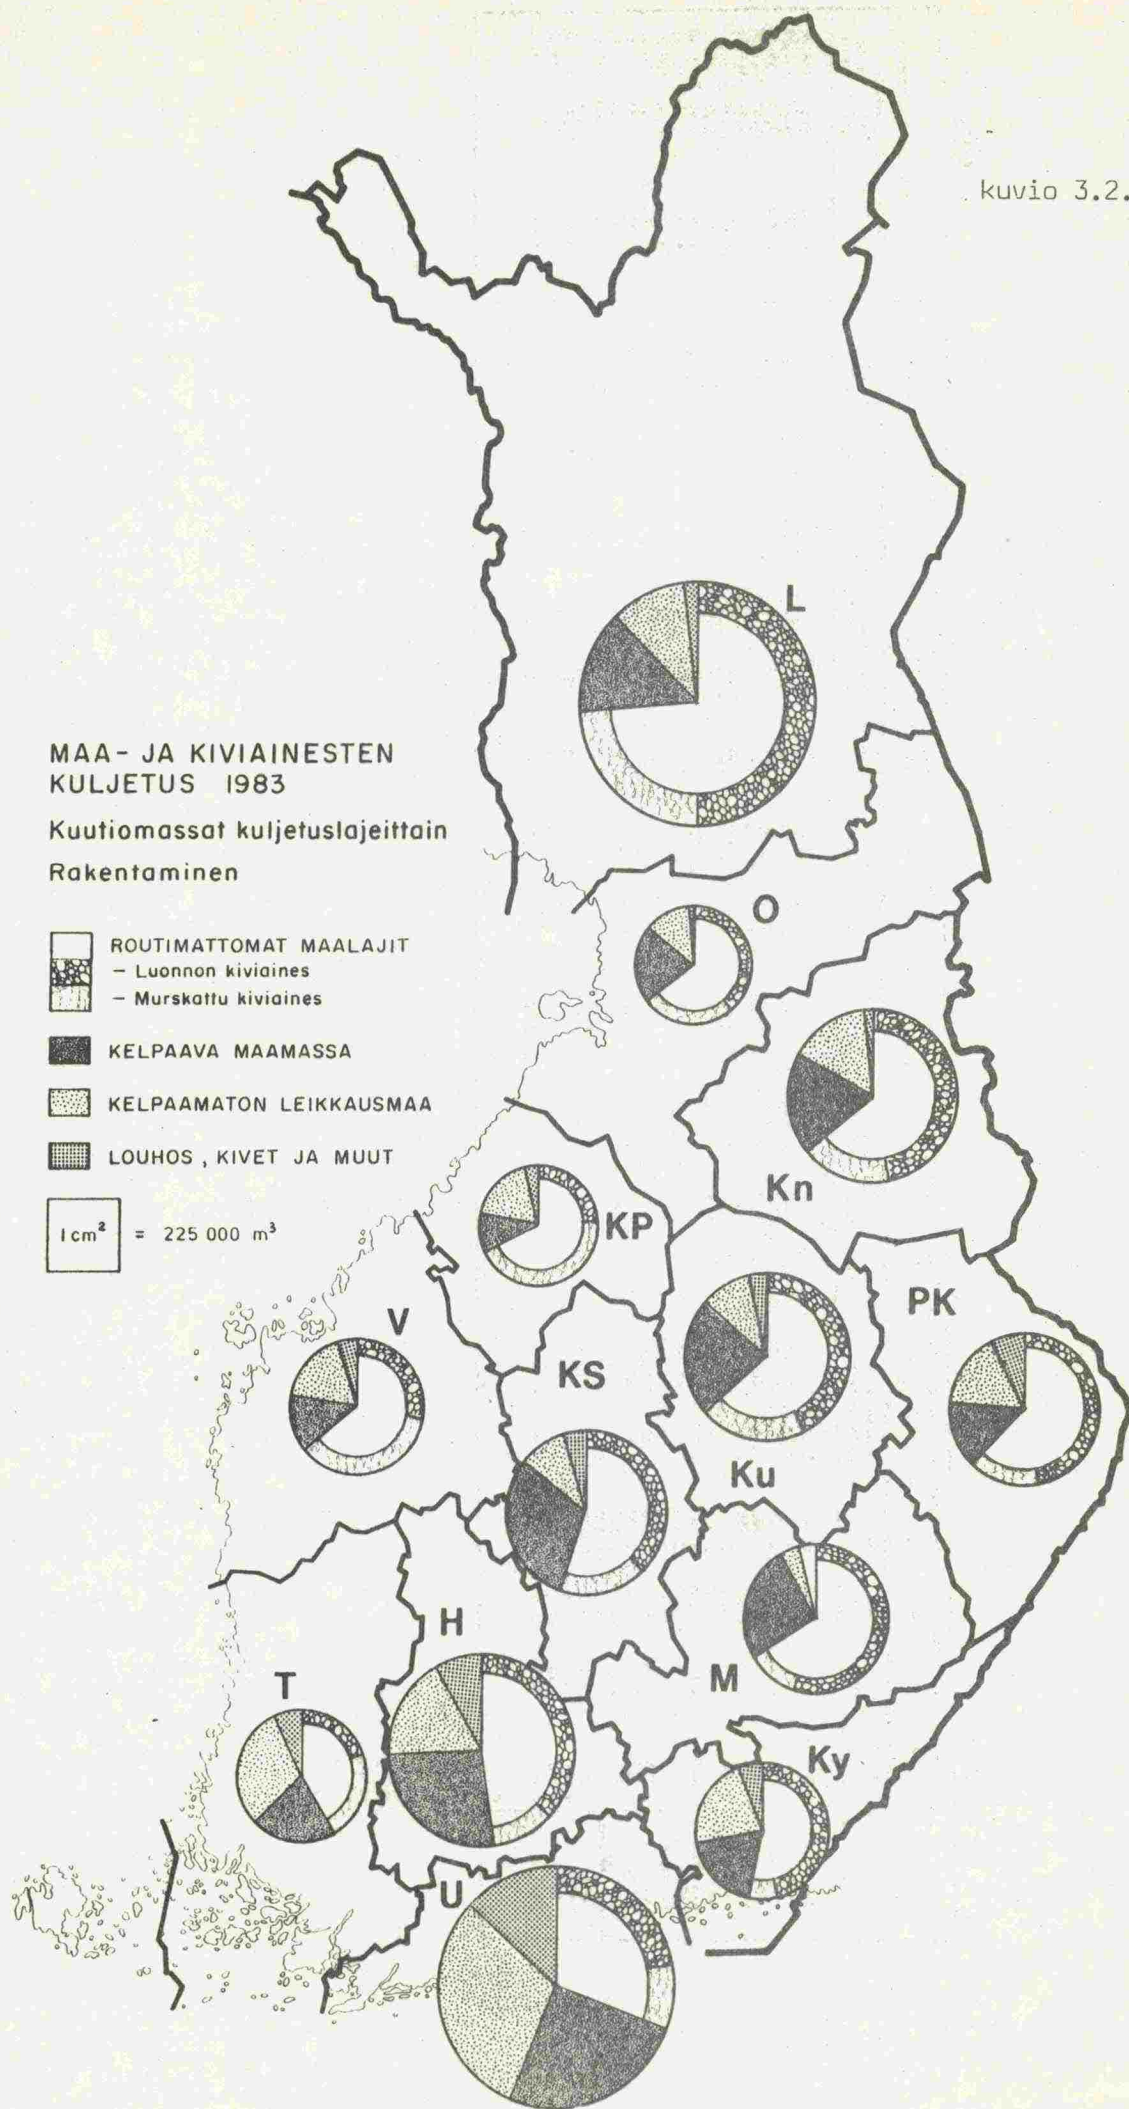 kuvio 3.2.
MAA- JA KIVIAINESTEN
KULJETUS 1983
Kuutiomassat kuljetuslajeittain
Rakentaminen
ROUTIMATTOMAT MAALAJIT
- Luonnon kiviaines
- Murskattu kiviaines
KELPAAVA MAAMASSA
KELPAAMATON LEIKKAUSMAA
LOUHOS, KIVET JA MUUT
1 cm² = 225 000 m³
L
O
Kn
KP
PK
V
KS
Ku
H
M
T
Ky
U